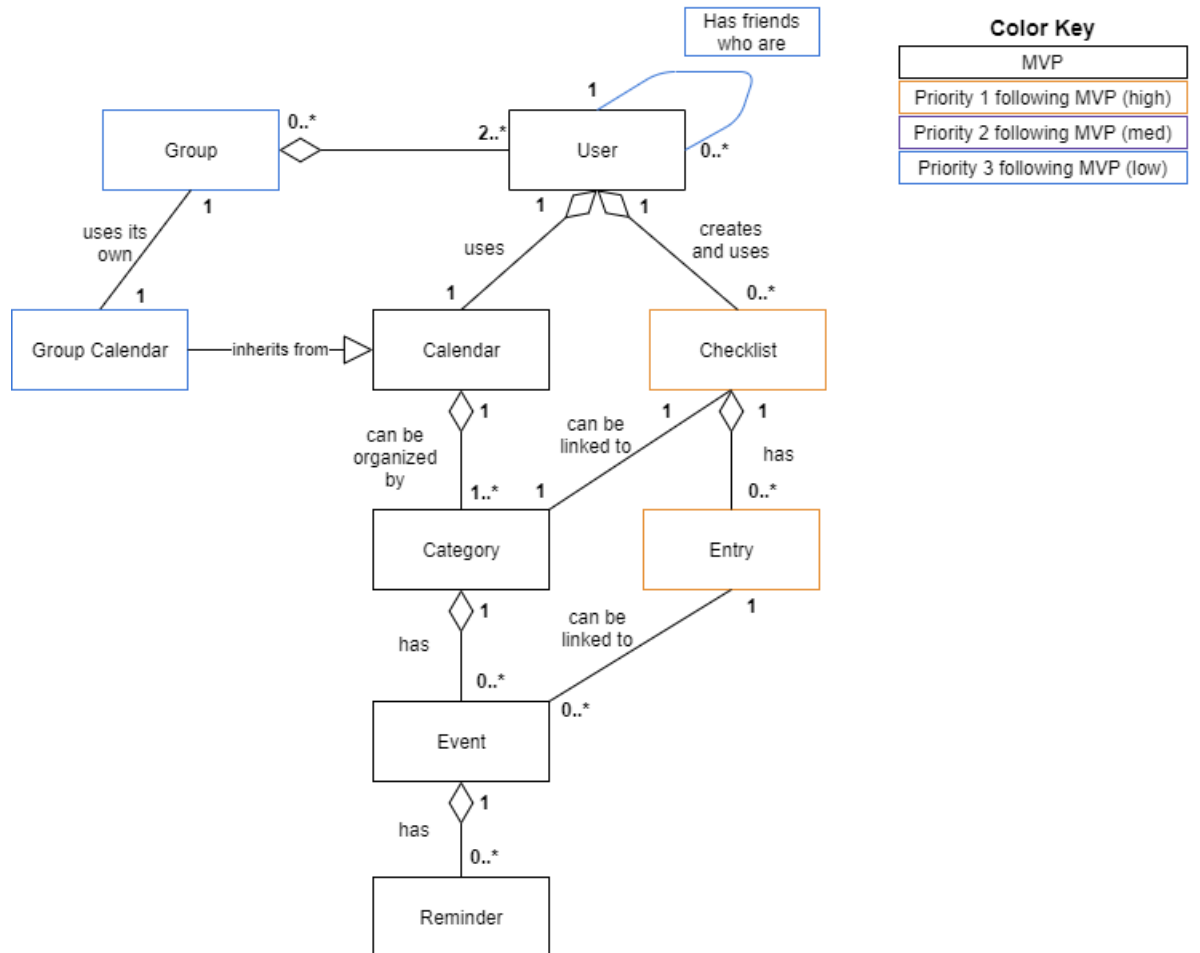 Has friends
who are
Color Key
MVP
Priority 1 following MVP (high)
Priority 2 following MVP (med)
Priority 3 following MVP (low)
1
0..*
2..*
0..*
Group
User
1
1
1
uses its
own
uses
creates
and uses
1
1
0..*
Group Calendar
inherits from
Calendar
Checklist
1
1
1
can be
organized
by
can be
linked to
has
1..*
1
0..*
Category
Entry
1
1
has
can be
linked to
0..*
0..*
Event
1
has
0..*
Reminder